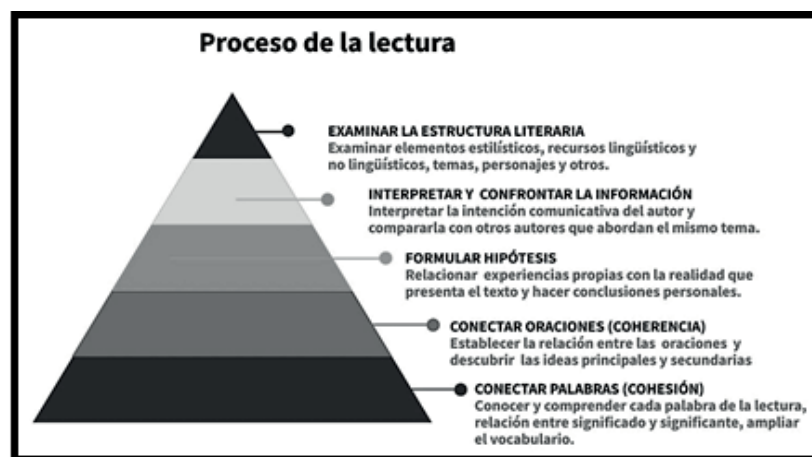 Proceso de la lectura
EXAMINAR LA ESTRUCTURA LITERARIA
Examinar elementos estilísticos, recursos lingüísticos y
no lingüísticos, temas, personajes y otros.
INTERPRETAR Y CONFRONTAR LA INFORMACIÓN
Interpretar la intención comunicativa del autor y
compararla con otros autores que abordan el mismo tema.
FORMULAR HIPÓTESIS
Relacionar experiencias propias con la realidad que
presenta el texto y hacer conclusiones personales.
CONECTAR ORACIONES (COHERENCIA)
Establecer la relación entre las oraciones y
descubrir las ideas principales y secundarias
CONECTAR PALABRAS (COHESIÓN)
Conocer y comprender cada palabra de la lectura,
relación entre significado y significante, ampliar
el vocabulario.